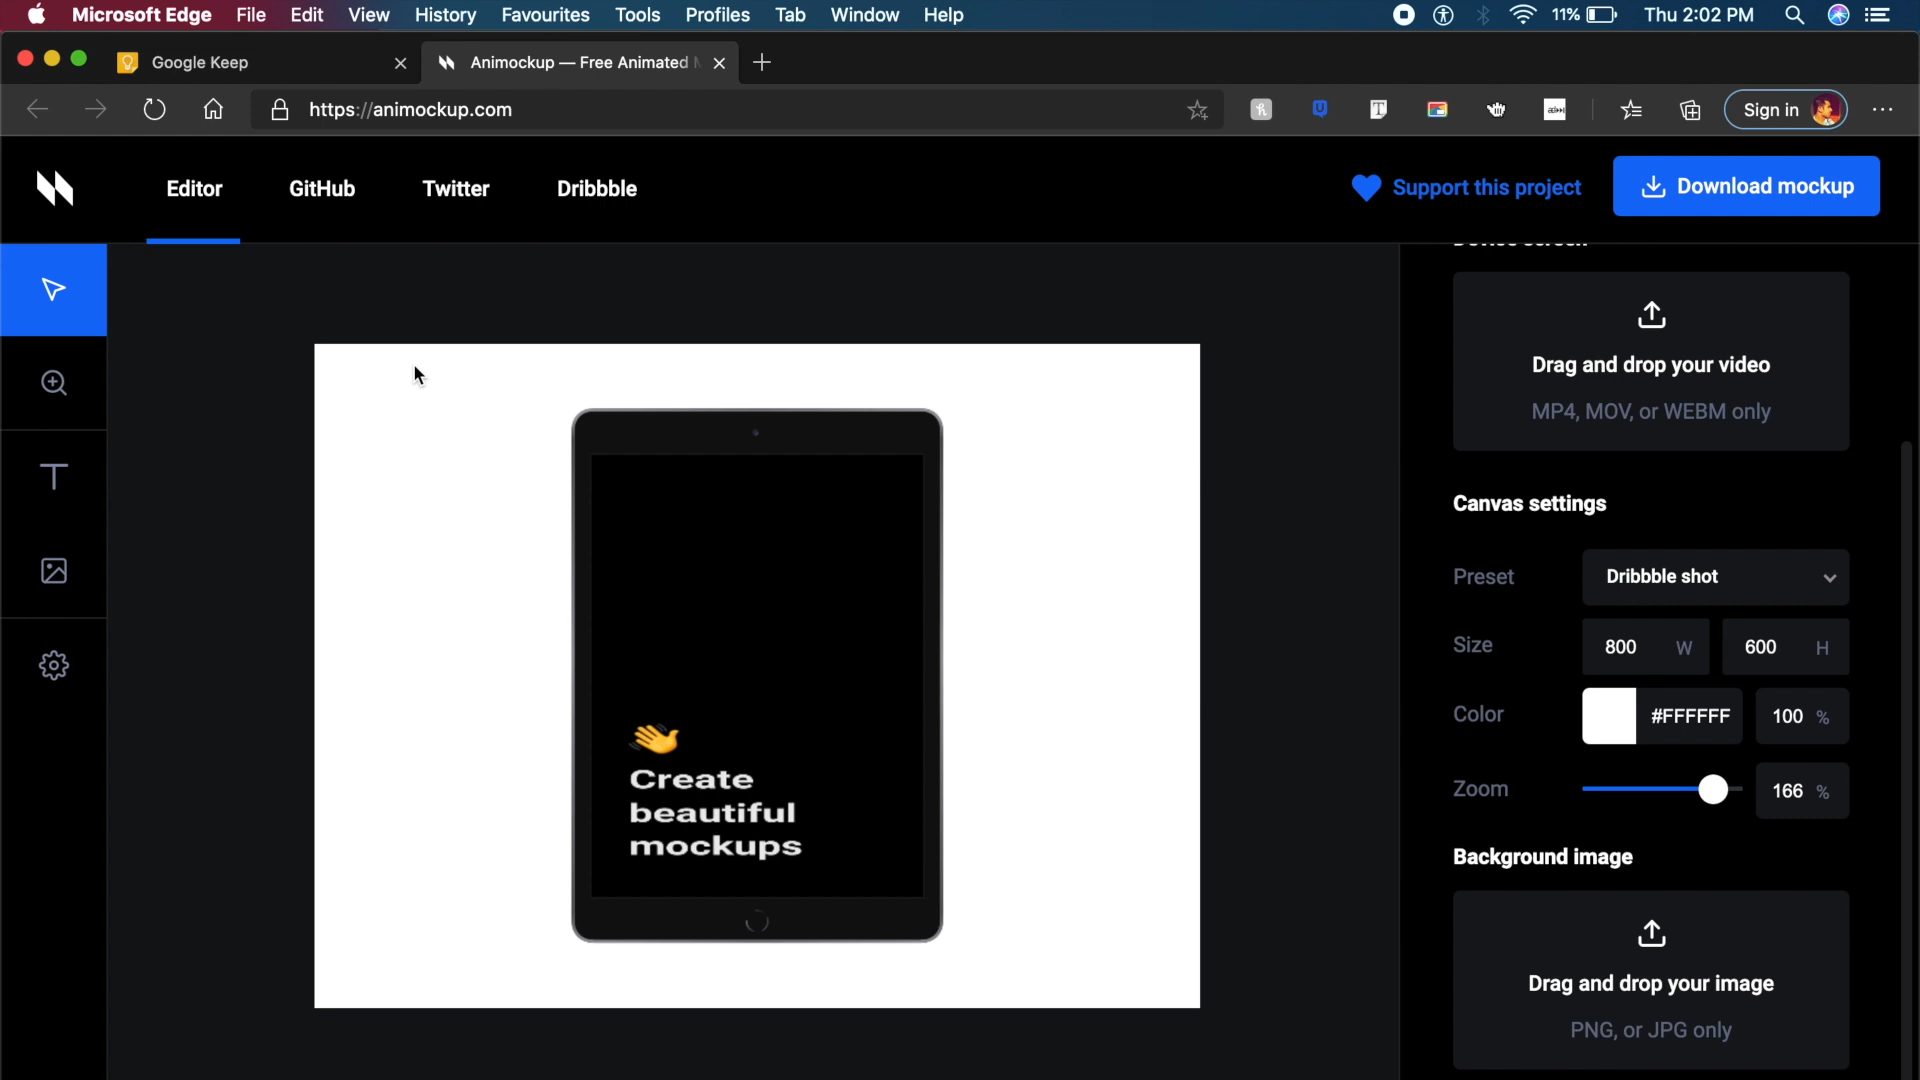 Microsoft Edge File Edit View History Favourites Tools Profiles Tab Window Help 11% Thu 2:02 PM
Google Keep Animockup — Free Animated
https://animockup.com Sign in
Editor GitHub Twitter Dribbble Support this project Download mockup
Drag and drop your video
MP4, MOV, or WEBM only
Canvas settings
Preset Dribbble shot
Size 800 W 600 H
Color #FFFFFF 100 %
Zoom 166 %
Background image
Drag and drop your image
PNG, or JPG only
Create
beautiful
mockups